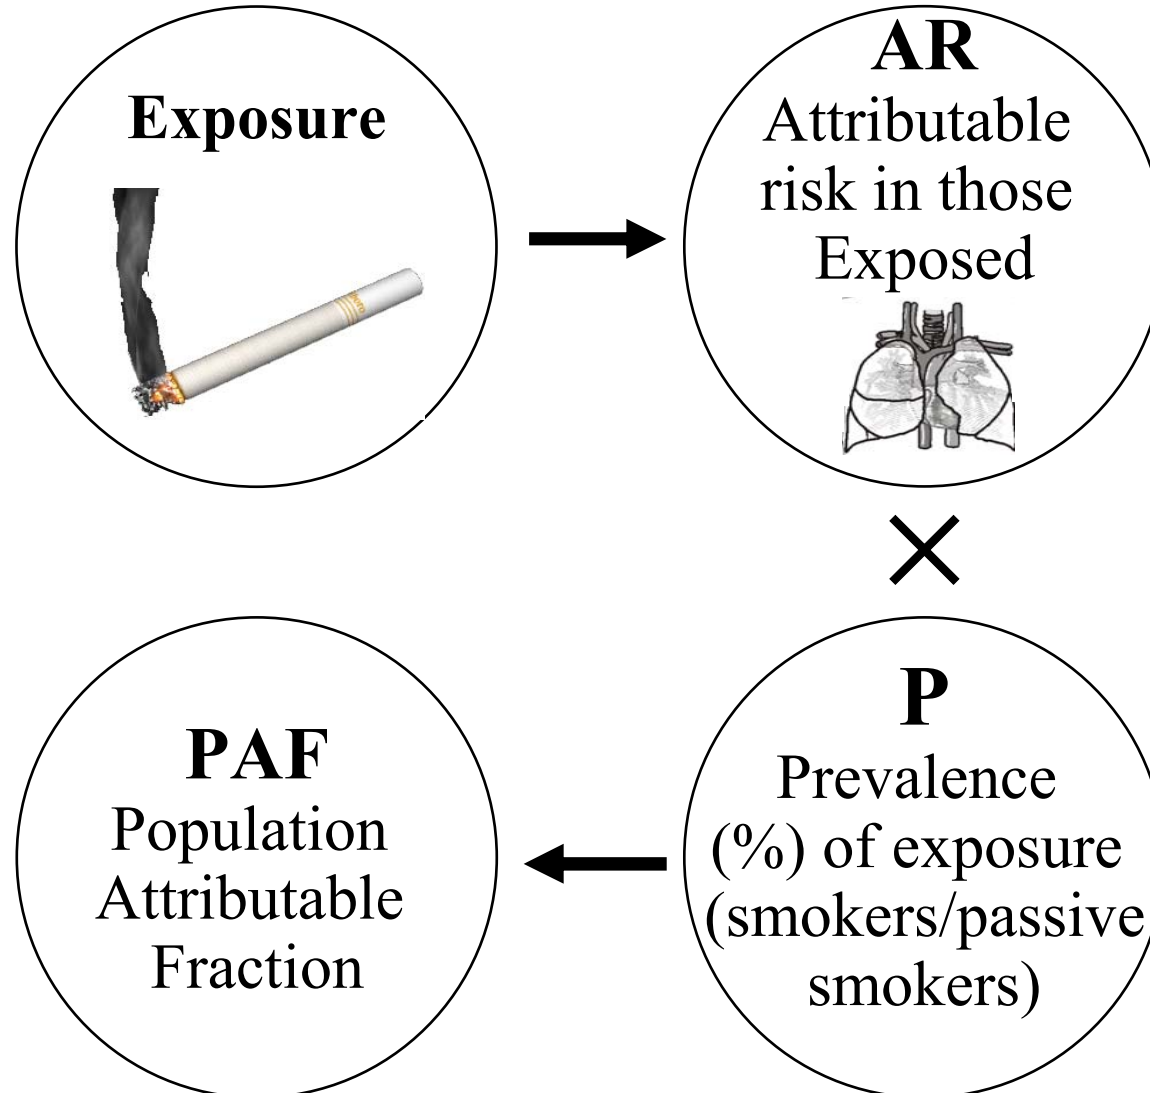 Exposure
AR
Attributable
risk in those
Exposed
×
P
Prevalence
(%) of exposure
(smokers/passive
smokers)
PAF
Population
Attributable
Fraction